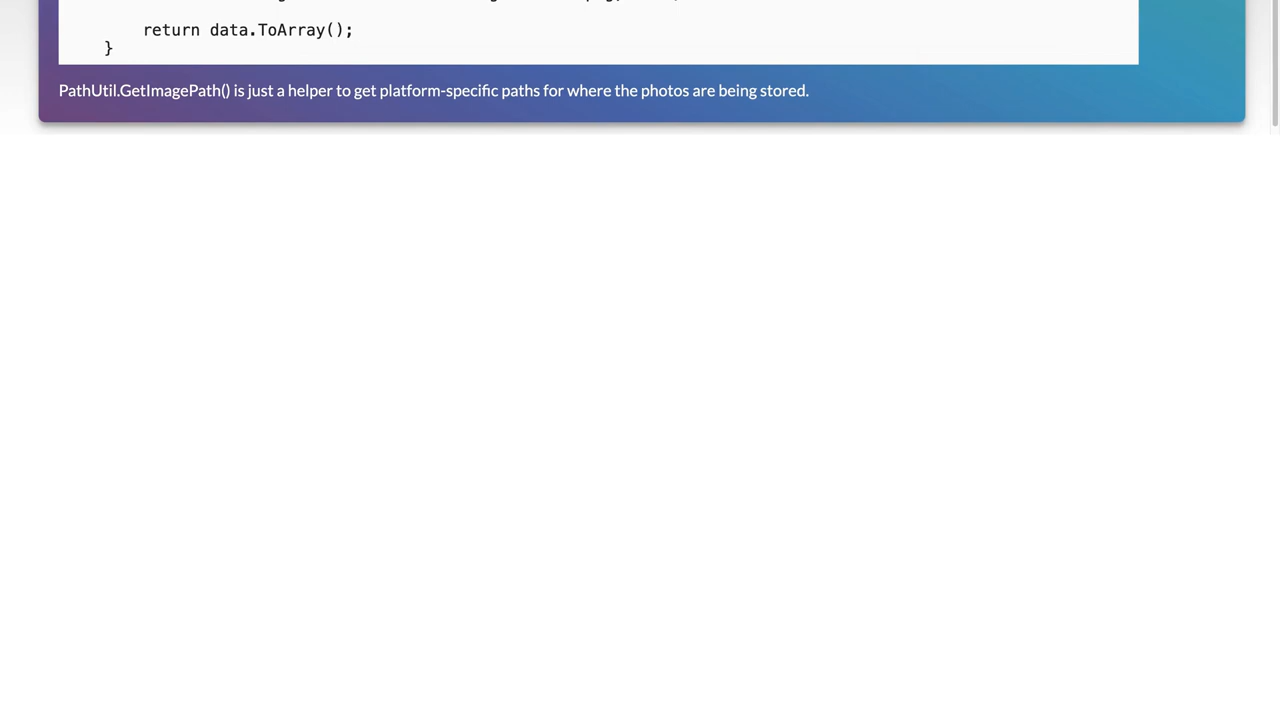 return data.ToArray();
}
PathUtil.GetImagePath() is just a helper to get platform-specific paths for where the photos are being stored.